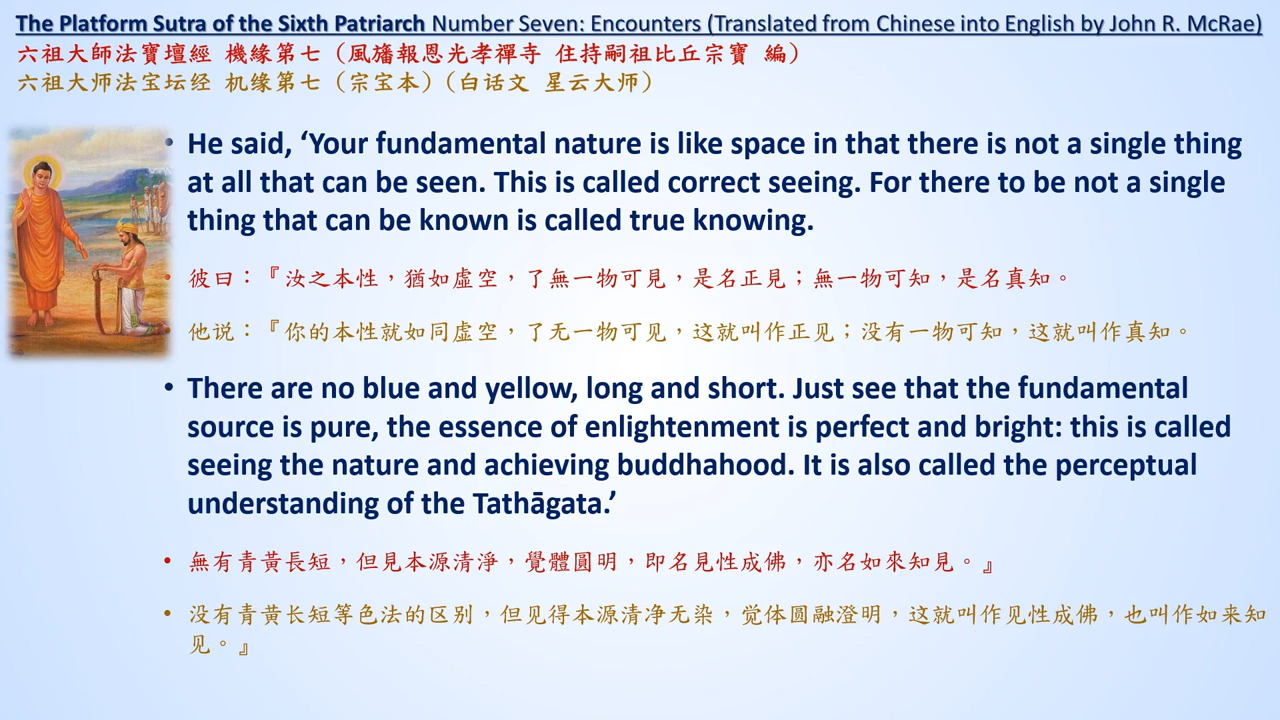 The Platform Sutra of the Sixth Patriarch Number Seven: Encounters (Translated from Chinese into English by John R. McRae)
六祖大師法寶壇經 機緣第七（風旛報恩光孝禪寺 住持嗣祖比丘宗寶 編）
六祖大师法宝坛经 机缘第七（宗宝本）（白话文 星云大师）
• He said, ‘Your fundamental nature is like space in that there is not a single thing
at all that can be seen. This is called correct seeing. For there to be not a single
thing that can be known is called true knowing.
• 彼曰：『汝之本性，猶如虛空，了無一物可見，是名正見；無一物可知，是名真知。
他说：『你的本性就如同虚空，了无一物可见，这就叫作正见；没有一物可知，这就叫作真知。
• There are no blue and yellow, long and short. Just see that the fundamental
source is pure, the essence of enlightenment is perfect and bright: this is called
seeing the nature and achieving buddhahood. It is also called the perceptual
understanding of the Tathāgata.’
• 無有青黃長短，但見本源清淨，覺體圓明，即名見性成佛，亦名如來知見。』
• 没有青黄长短等色法的区别，但见得本源清净无染，觉体圆融澄明，这就叫作见性成佛，也叫作如来知
见。』